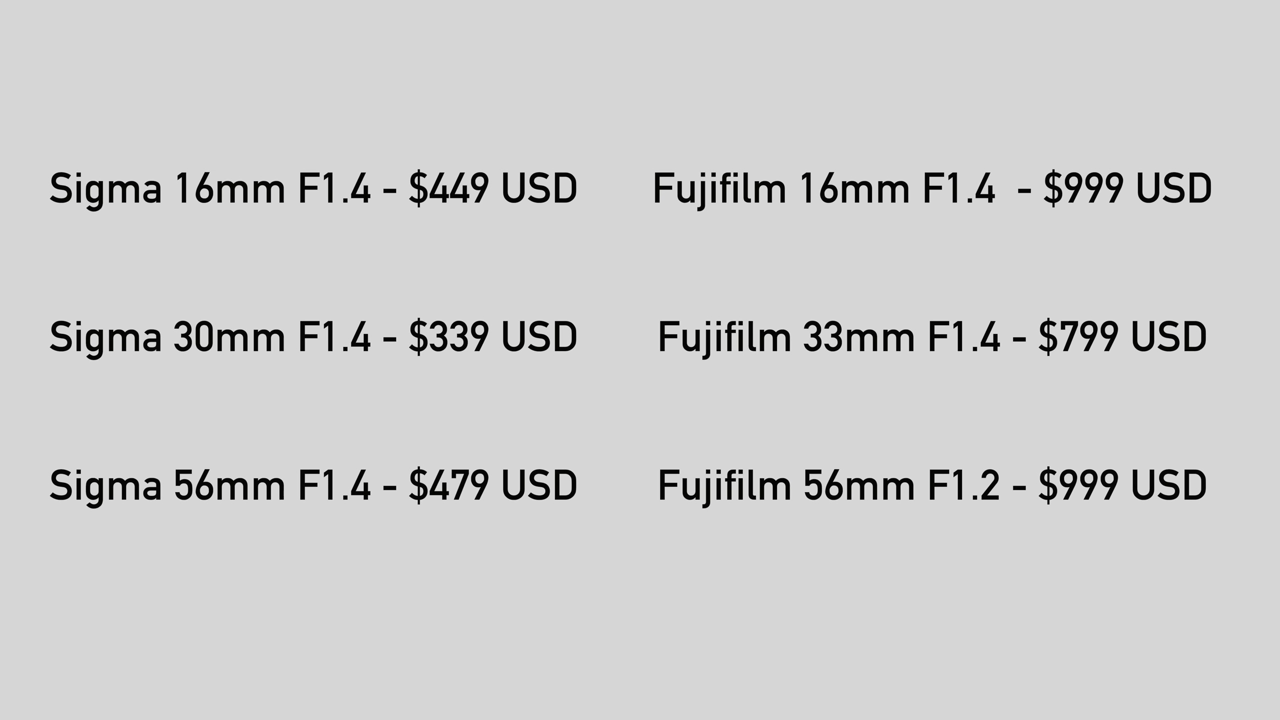 Sigma 16mm F1.4 - $449 USD
Fujifilm 16mm F1.4 - $999 USD
Sigma 30mm F1.4 - $339 USD
Fujifilm 33mm F1.4 - $799 USD
Sigma 56mm F1.4 - $479 USD
Fujifilm 56mm F1.2 - $999 USD